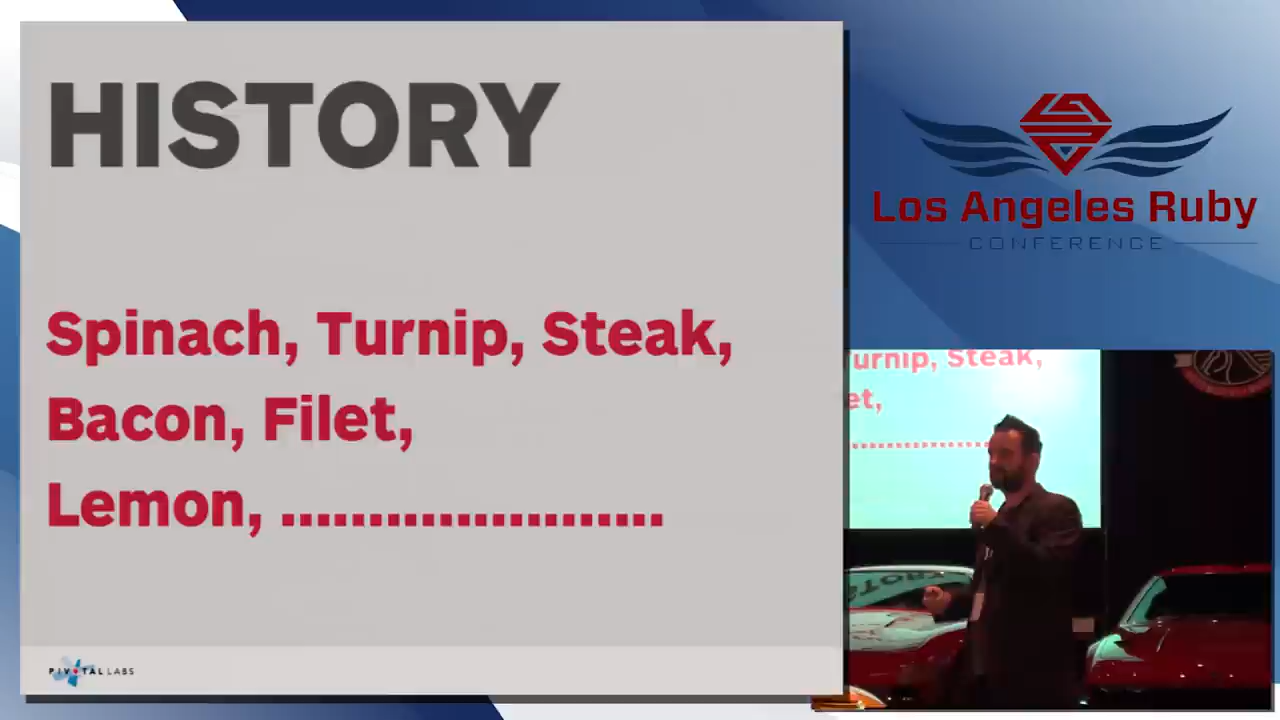 HISTORY
Spinach, Turnip, Steak,
Bacon, Filet,
Lemon, ......................
PIVOTAL LABS
Los Angeles Ruby
CONFERENCE
Turnip, Steak,
et,